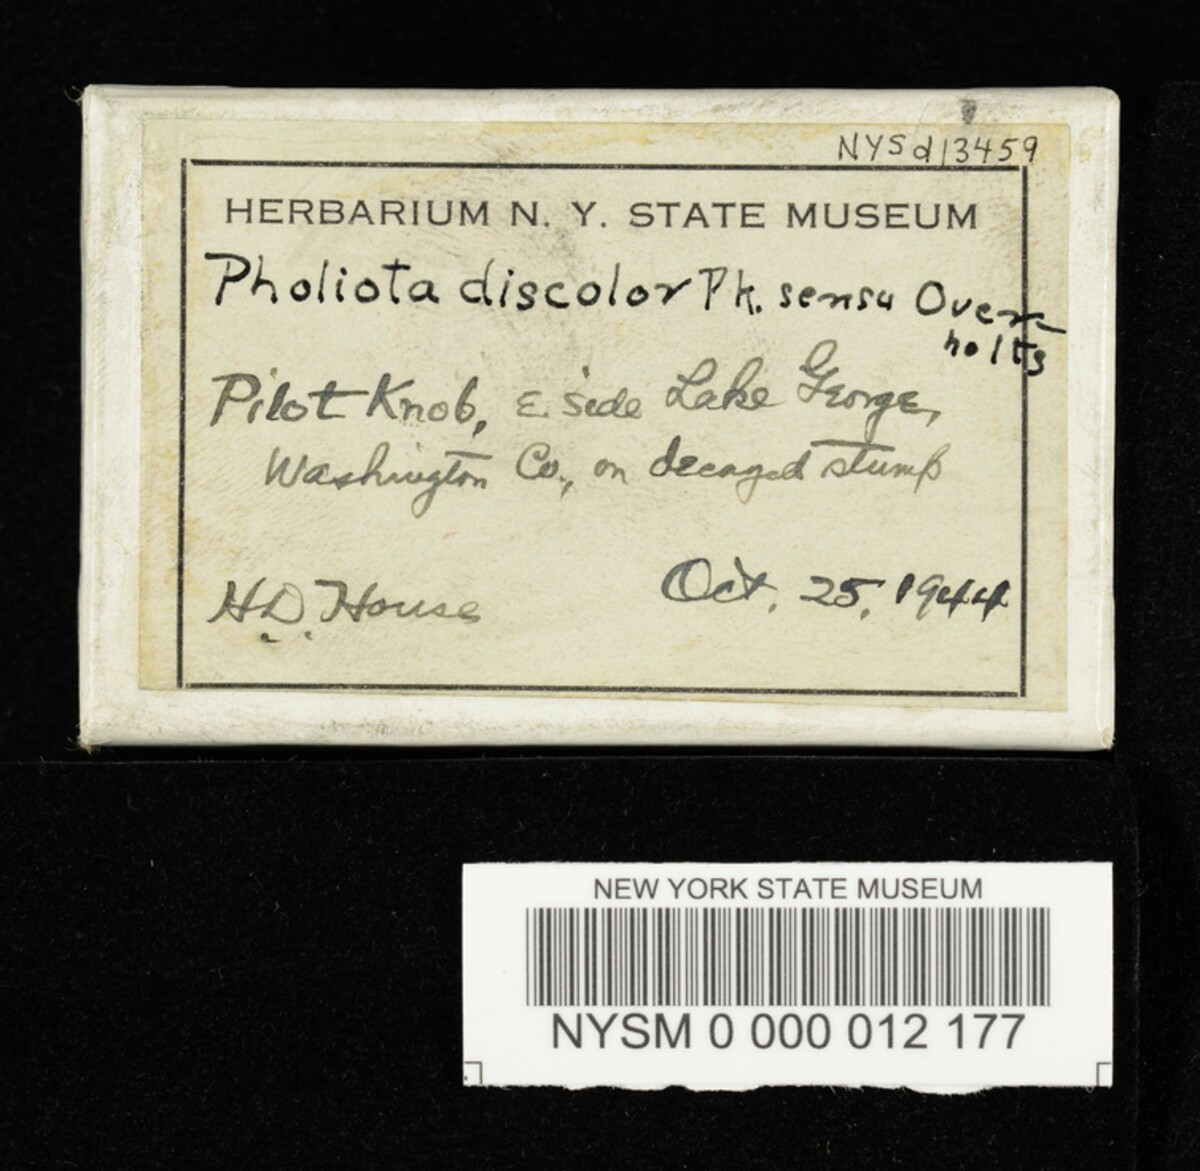 NYSd13459
HERBARIUM N. Y. STATE MUSEUM
Pholiota discolor Pk. sensu Over-
holts
Pilot Knob, E. side Lake George,
Washington Co., on decayed stump
H.D. House Oct. 25, 1944
NEW YORK STATE MUSEUM
NYSM 0 000 012 177